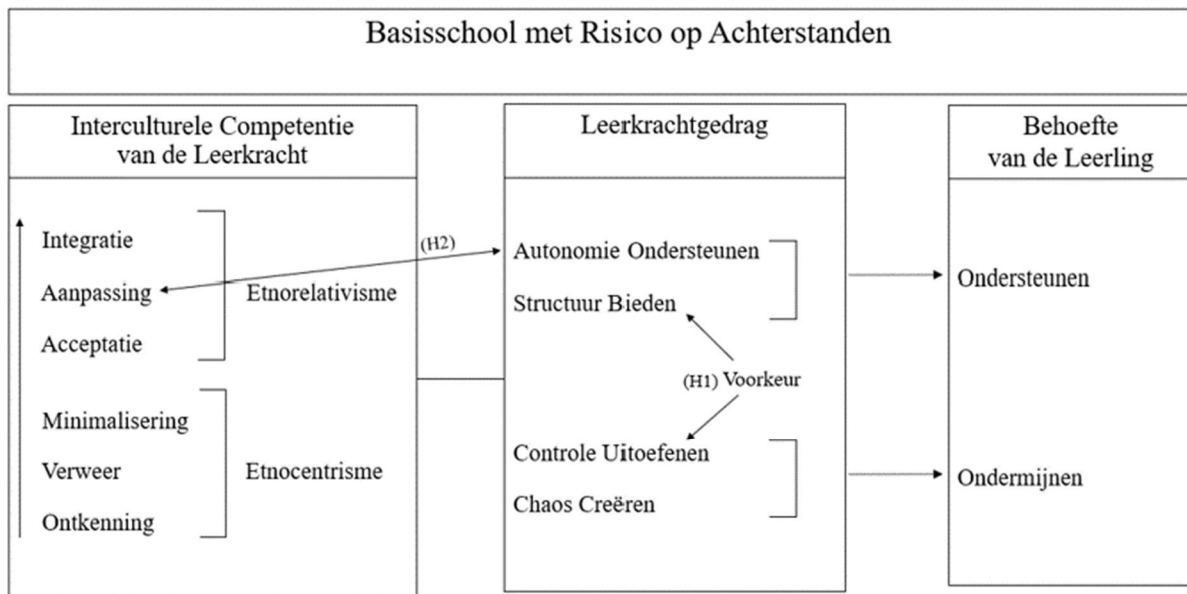 Basisschool met Risico op Achterstanden
Interculturele Competentie
van de Leerkracht
Integratie
Aanpassing
Acceptatie
Etnorelativisme
Minimalisering
Verweer
Ontkenning
Etnocentrisme
(H2)
Leerkrachtgedrag
Autonomie Ondersteunen
Structuur Bieden
(H1) Voorkeur
Controle Uitoefenen
Chaos Creëren
Behoefte
van de Leerling
Ondersteunen
Ondermijnen